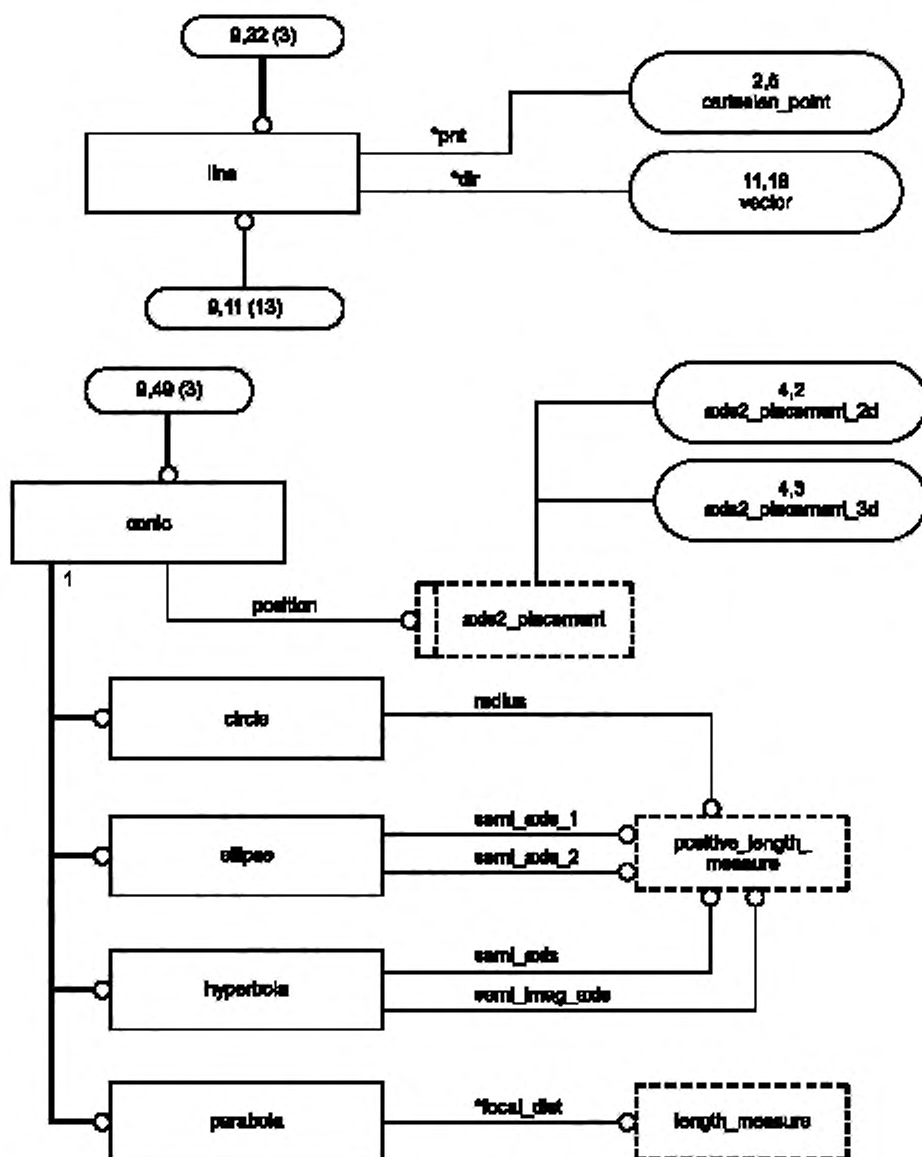 9,22 (3)
2,5
cartesian_point
*pnt
line
*dir
11,18
vector
9,11 (13)
9,49 (3)
4,2
axis2_placement_2d
4,3
axis2_placement_3d
conic
1
position
axis2_placement
radius
circle
semi_axis_1
positive_length_
measure
ellipse
semi_axis_2
semi_axis
hyperbola
semi_imag_axis
*focal_dist
parabola
length_measure